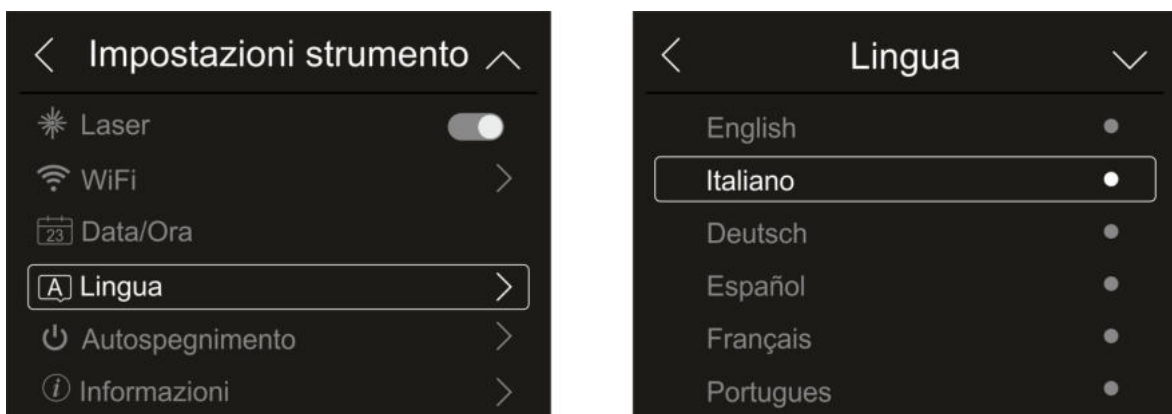 Impostazioni strumento
Laser
WiFi
23 Data/Ora
A Lingua
Autospegnimento
i Informazioni
Lingua
English
Italiano
Deutsch
Español
Français
Portugues